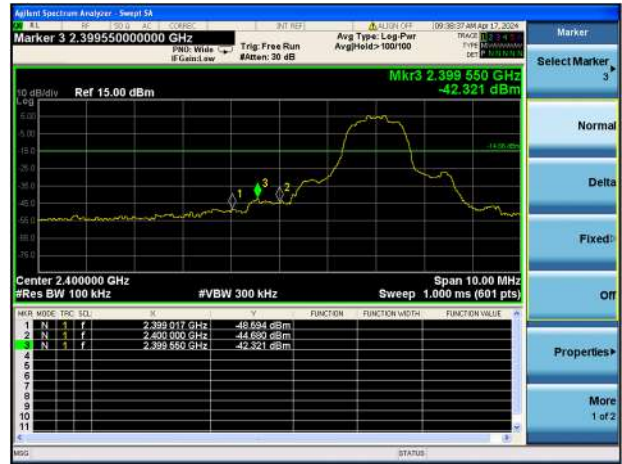 Agilent Spectrum Analyzer - Swept SA
RL RF 50 Ω AC CORREC INT REF ALIGN OFF 09:38:37 AM Apr 17, 2024
Marker 3 2.399550000000 GHz
Avg Type: Log-Pwr
Avg|Hold:>100/100
PNO: Wide
IFGain:Low
Trig: Free Run
#Atten: 30 dB
TRACE 1 2 3 4 5 6
TYPE
DET P N N N N N
Marker
Select Marker
3
Normal
Delta
Fixed
Off
Properties
More
1 of 2
Mkr3 2.399 550 GHz
-42.321 dBm
10 dB/div Ref 15.00 dBm
Log
5.00
-5.00
-15.0
-25.0
-35.0
-45.0
-55.0
-65.0
-75.0
1
3
2
Center 2.400000 GHz
Span 10.00 MHz
#Res BW 100 kHz
#VBW 300 kHz
Sweep 1.000 ms (601 pts)
MKR MODE TRC SCL X Y FUNCTION FUNCTION WIDTH FUNCTION VALUE
1 N 1 f 2.399 017 GHz -48.594 dBm
2 N 1 f 2.400 000 GHz -44.680 dBm
3 N 1 f 2.399 550 GHz -42.321 dBm
4
5
6
7
8
9
10
11
MSG
STATUS